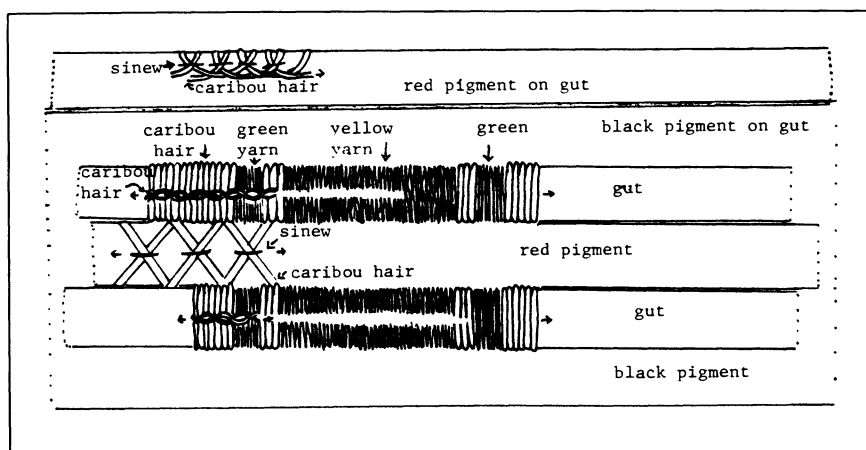 sinew
caribou hair
red pigment on gut
caribou
hair
green
yarn
yellow
yarn
green
black pigment on gut
caribou
hair
gut
sinew
red pigment
caribou hair
gut
black pigment